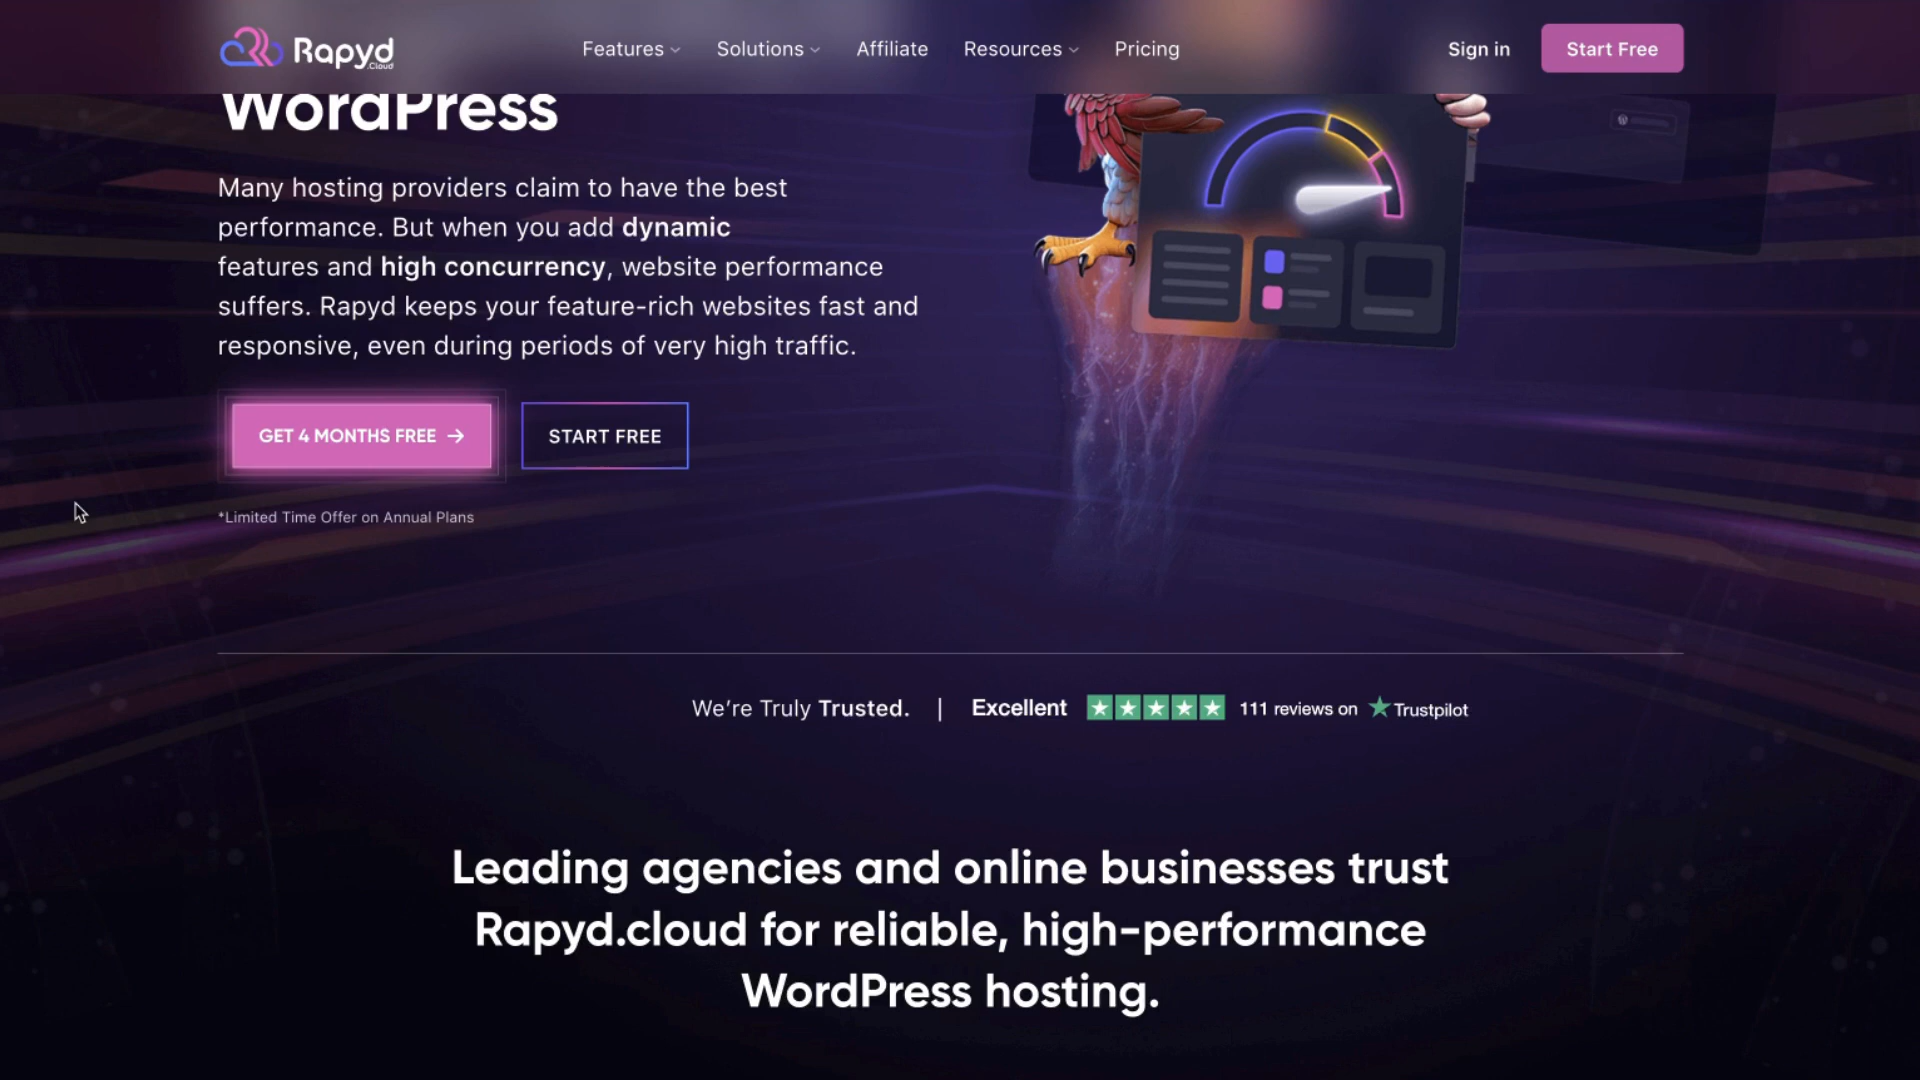 Rapyd
.Cloud
Features
Solutions
Affiliate
Resources
Pricing
Sign in
Start Free
WordPress
Many hosting providers claim to have the best
performance. But when you add dynamic
features and high concurrency, website performance
suffers. Rapyd keeps your feature-rich websites fast and
responsive, even during periods of very high traffic.
GET 4 MONTHS FREE →
START FREE
*Limited Time Offer on Annual Plans
We're Truly Trusted. | Excellent 111 reviews on Trustpilot
Leading agencies and online businesses trust
Rapyd.cloud for reliable, high-performance
WordPress hosting.